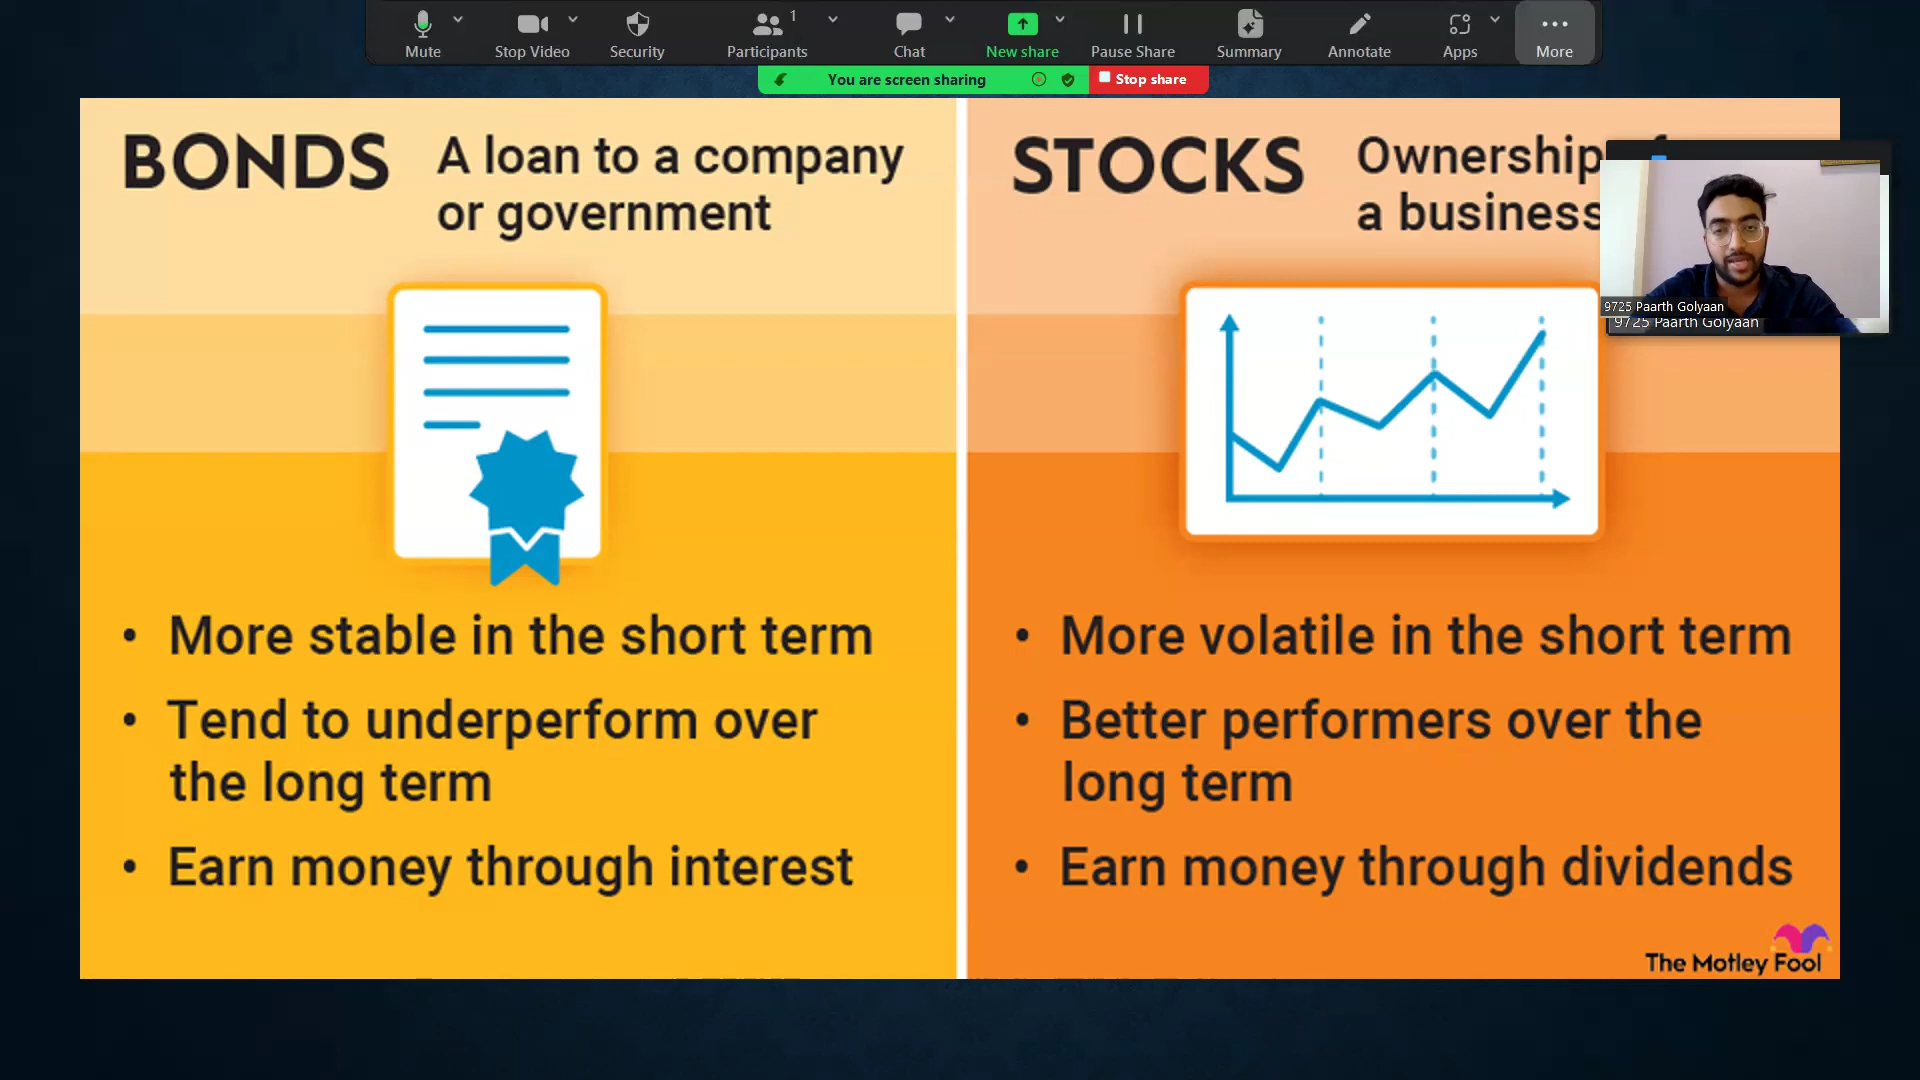 Mute
Stop Video
Security
Participants
1
Chat
New share
Pause Share
Summary
Annotate
Apps
More
You are screen sharing
Stop share
BONDS
A loan to a company
or government
More stable in the short term
Tend to underperform over
the long term
Earn money through interest
STOCKS
Ownership
a business
9725 Paarth Golyaan
9725 Paarth Golyaan
• More volatile in the short term
• Better performers over the
long term
• Earn money through dividends
The Motley Fool